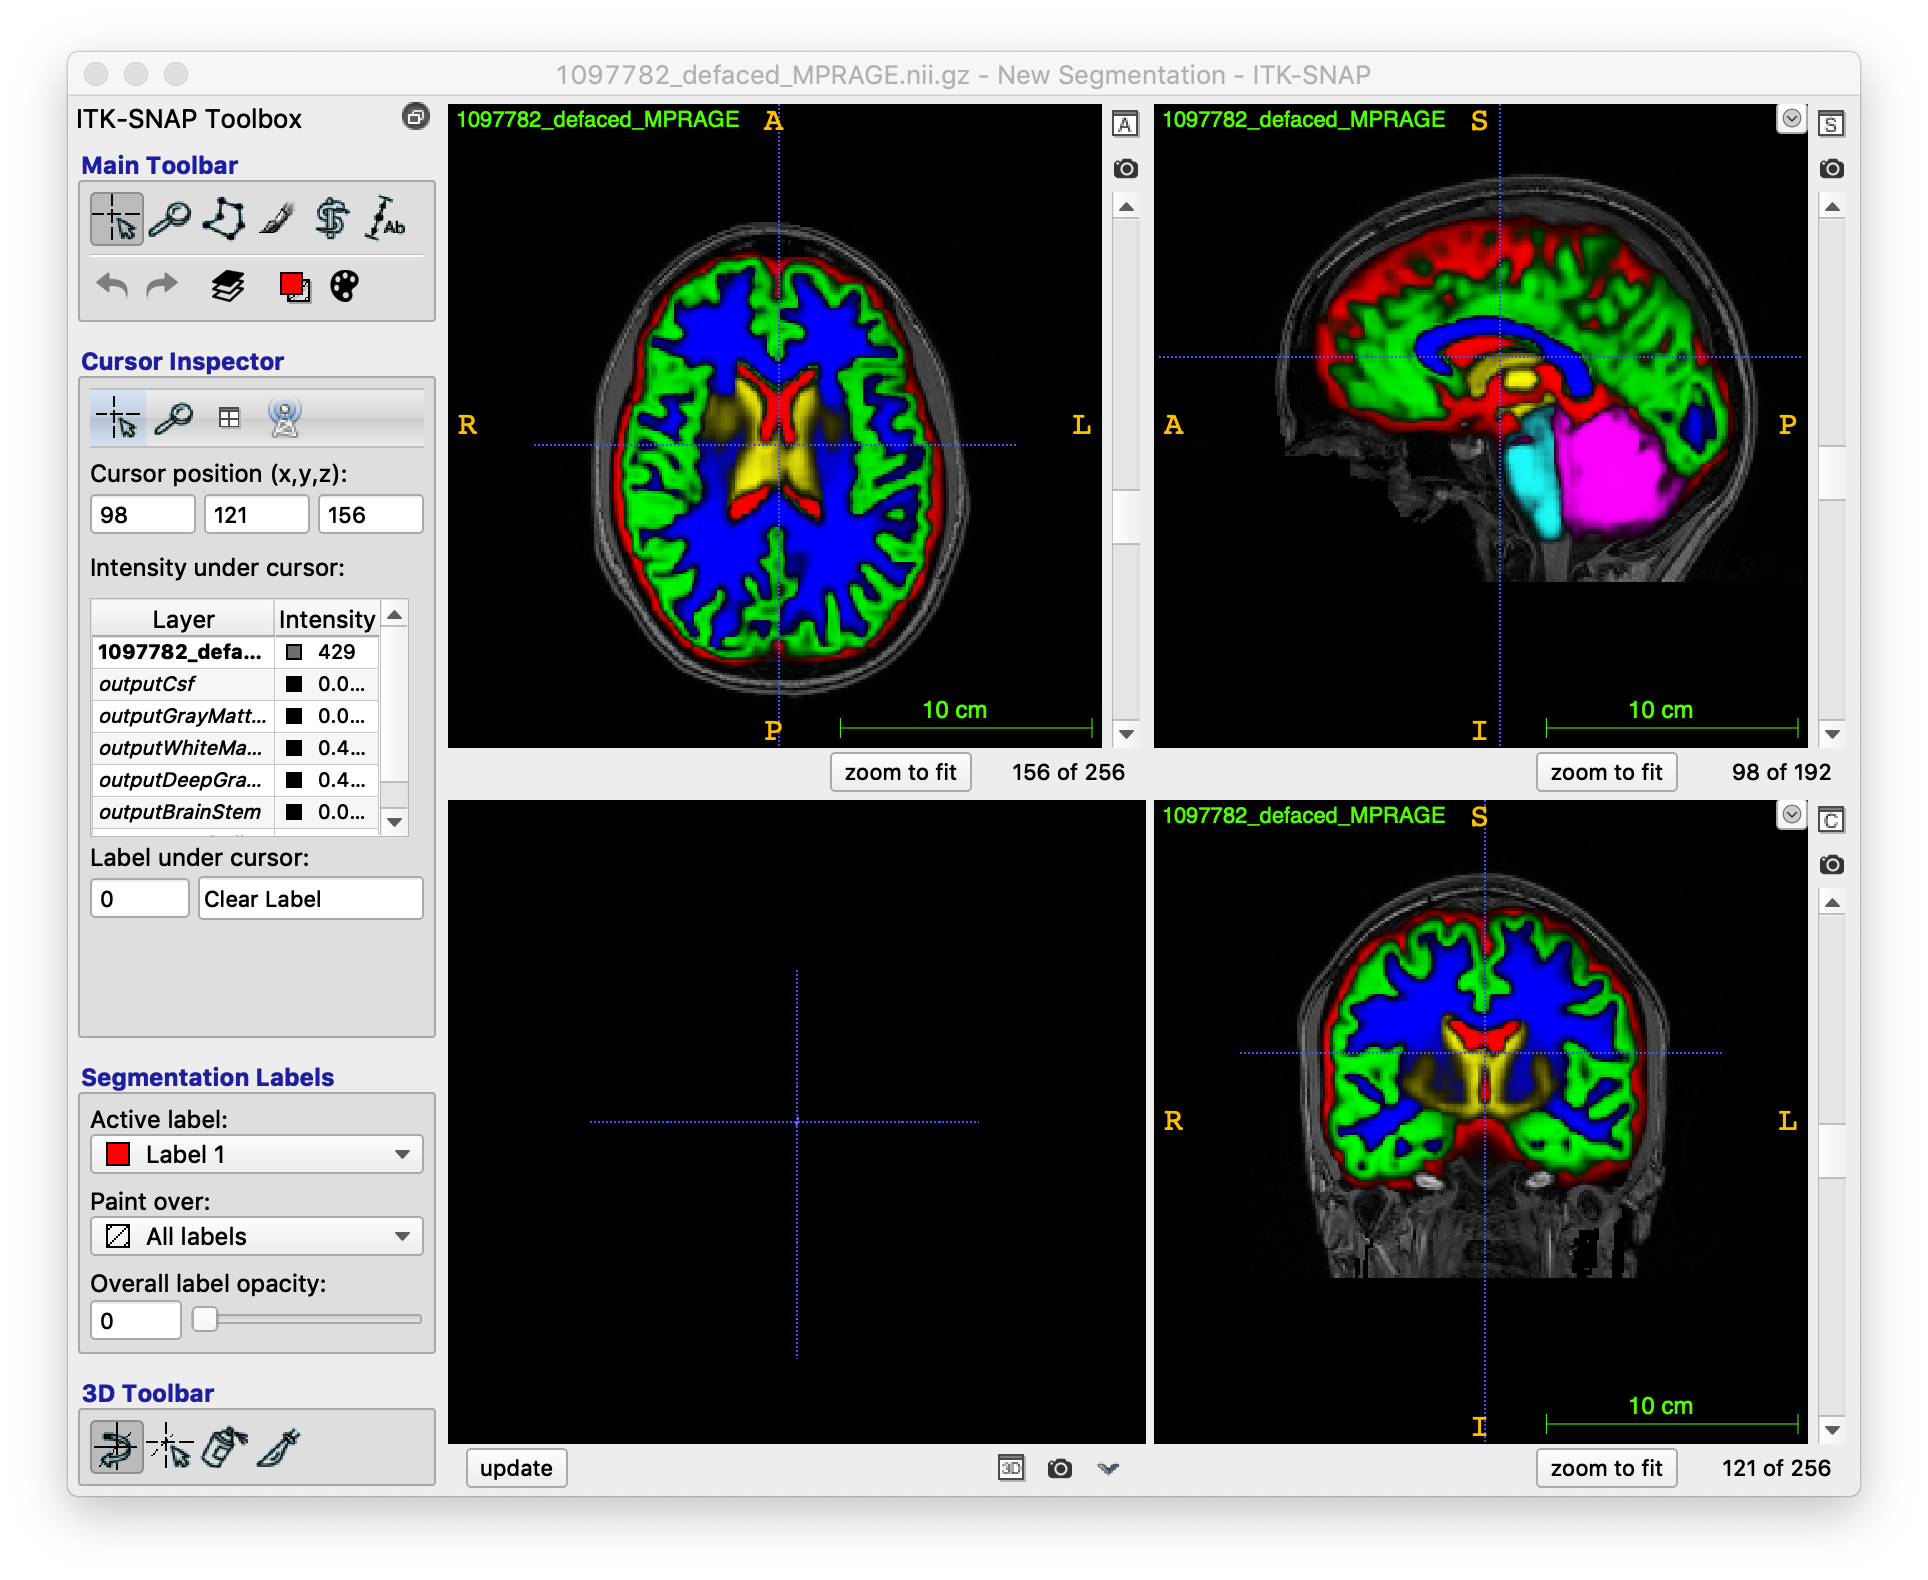 1097782_defaced_MPRAGE.nii.gz - New Segmentation - ITK-SNAP
ITK-SNAP Toolbox
Main Toolbar
Ab
Cursor Inspector
Cursor position (x,y,z):
98 121 156
Intensity under cursor:
Layer Intensity
1097782_defa... 429
outputCsf 0.0...
outputGrayMatt... 0.0...
outputWhiteMa... 0.4...
outputDeepGra... 0.4...
outputBrainStem 0.0...
Label under cursor:
0 Clear Label
Segmentation Labels
Active label:
Label 1
Paint over:
All labels
Overall label opacity:
0
3D Toolbar
1097782_defaced_MPRAGE A
A
R L
10 cm
P
zoom to fit 156 of 256
1097782_defaced_MPRAGE S
S
A P
10 cm
I
zoom to fit 98 of 192
update 3D
1097782_defaced_MPRAGE S
C
R L
10 cm
I
zoom to fit 121 of 256